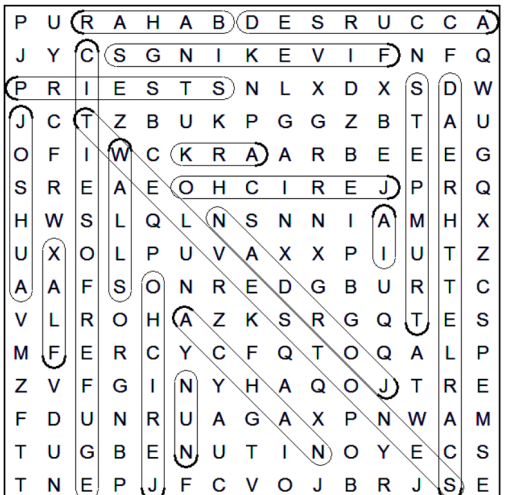 P U R A H A B D E S R U C C A
J Y C S G N I K E V I F N F Q
P R I E S T S N L X D X S D W
J C T Z B U K P G G Z B T A U
O F I W C K R A A R B E E E G
S R E A E O H C I R E J P R Q
H W S L Q L N S N N I A M H X
U X O L P U V A X X P I U T Z
A A F S O N R E D G B U R T C
V L R O H A Z K S R G Q T E S
M F E R C Y C F Q T O Q A L P
Z V F G I N Y H A Q O J T R E
F D U N R U A G A X P N W A M
T U G B E N U T I N O Y E C S
T N E P J F C V O J B R J S E